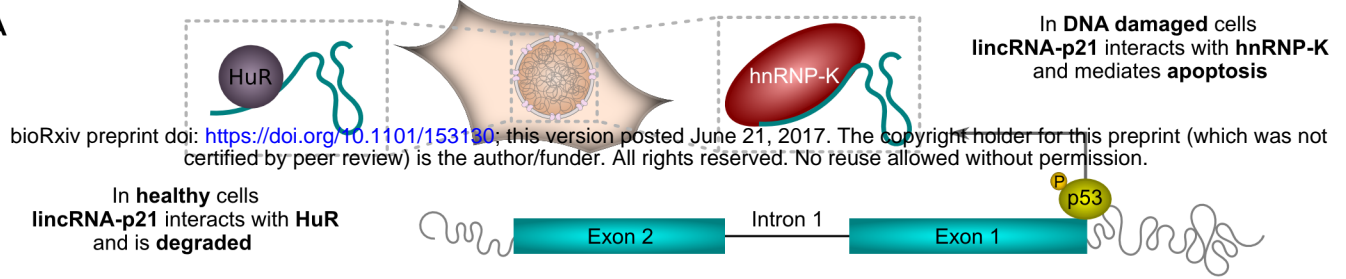 A
In DNA damaged cells
lincRNA-p21 interacts with hnRNP-K
and mediates apoptosis
HuR
hnRNP-K
bioRxiv preprint doi: https://doi.org/10.1101/153130; this version posted June 21, 2017. The copyright holder for this preprint (which was not
certified by peer review) is the author/funder. All rights reserved. No reuse allowed without permission.
In healthy cells
lincRNA-p21 interacts with HuR
and is degraded
P
p53
Exon 2
Intron 1
Exon 1